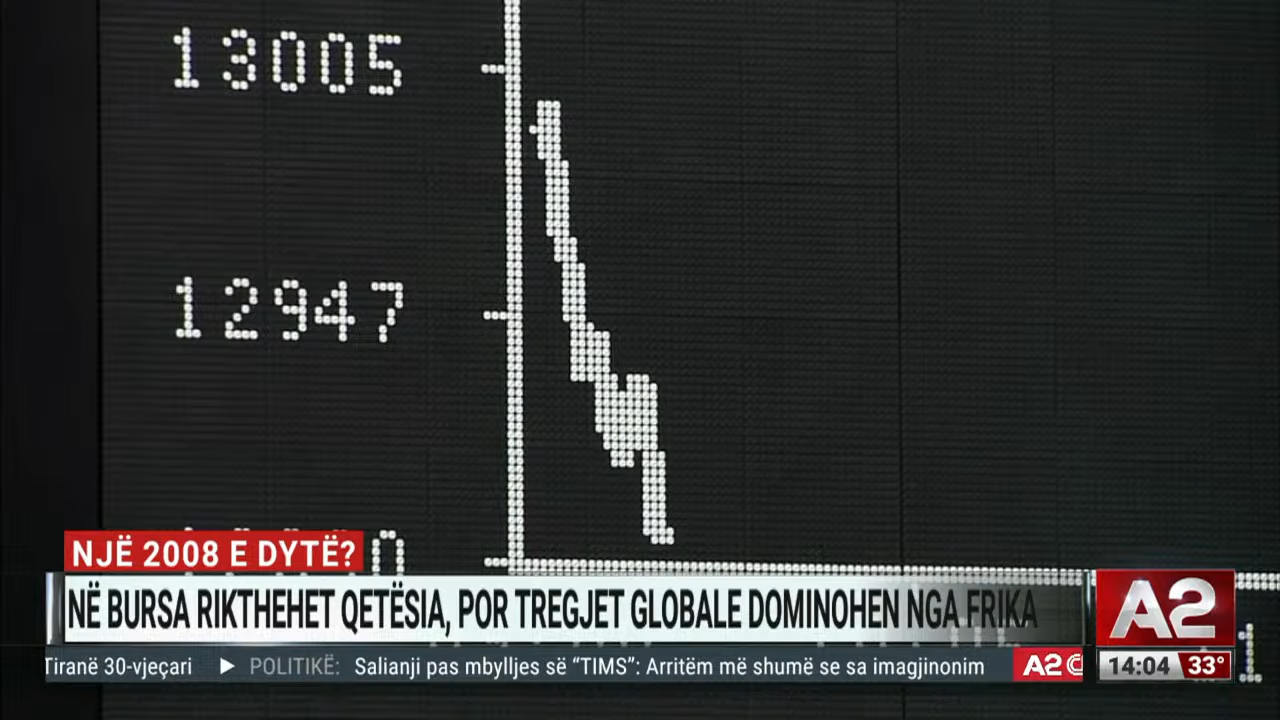 13005
12947
NJË 2008 E DYTË?
NË BURSA RIKTHEHET QETËSIA, POR TREGJET GLOBALE DOMINOHEN NGA FRIKA
A2
Tiranë 30-vjeçari ▶ POLITIKË: Salianji pas mbylljes së “TIMS”: Arritëm më shumë se sa imagjinonim
A2 C
14:04 33°